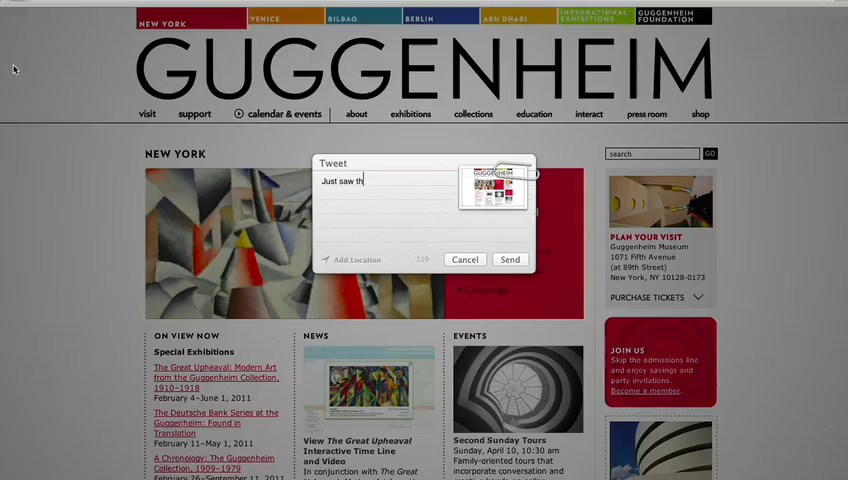 NEW YORK
VENICE
BILBAO
BERLIN
ABU DHABI
INTERNATIONAL
EXHIBITIONS
GUGGENHEIM
FOUNDATION
GUGGENHEIM
visit
support
calendar & events
about
exhibitions
collections
education
interact
press room
shop
NEW YORK
search
GO
Tweet
Just saw th
GUGGENHEIM
Add Location
109
Cancel
Send
PLAN YOUR VISIT
Guggenheim Museum
1071 Fifth Avenue
(at 89th Street)
New York, NY 10128-0173
PURCHASE TICKETS
ON VIEW NOW
Special Exhibitions
The Great Upheaval: Modern Art
from the Guggenheim Collection,
1910–1918
February 4–June 1, 2011
The Deutsche Bank Series at the
Guggenheim: Found in
Translation
February 11–May 1, 2011
A Chronology: The Guggenheim
Collection, 1909–1979
February 26–September 11, 2011
NEWS
View The Great Upheaval
Interactive Time Line
and Video
In conjunction with The Great
EVENTS
Second Sunday Tours
Sunday, April 10, 10:30 am
Family-oriented tours that
incorporate conversation and
JOIN US
Skip the admissions line
and enjoy savings and
party invitations.
Become a member.